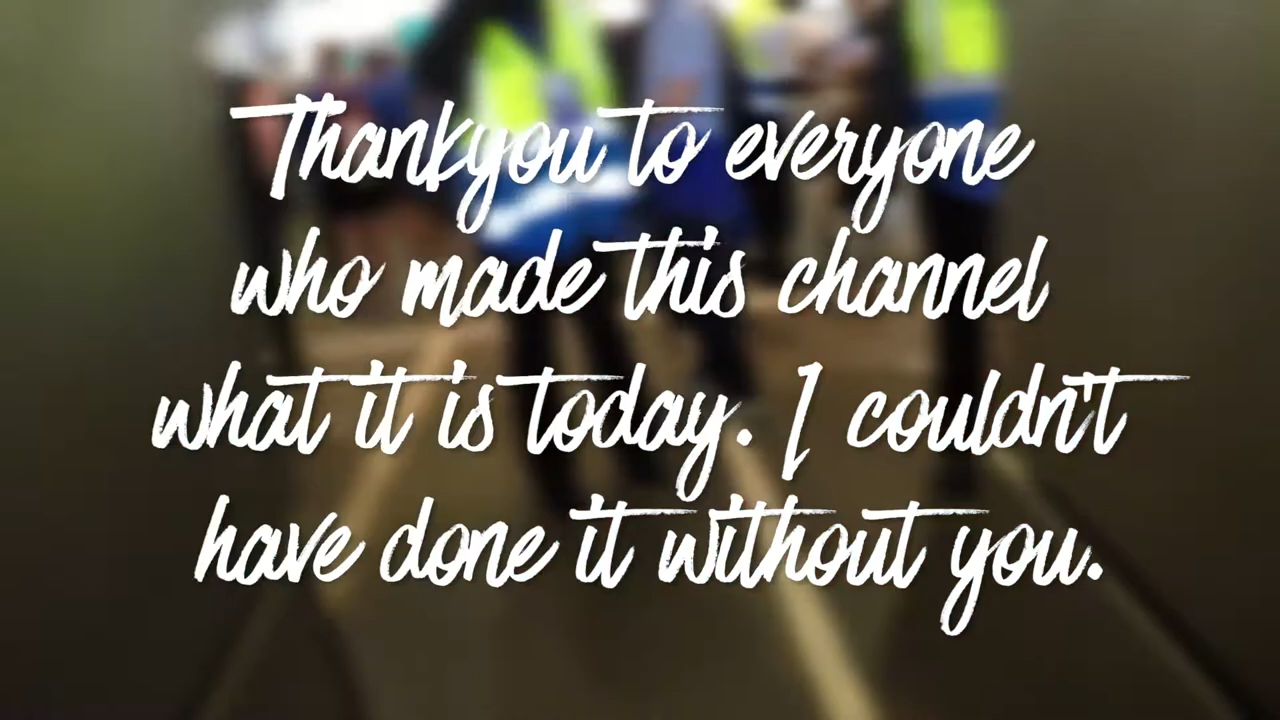 Thankyou to everyone
who made this channel
what it is today. I couldn't
have done it without you.